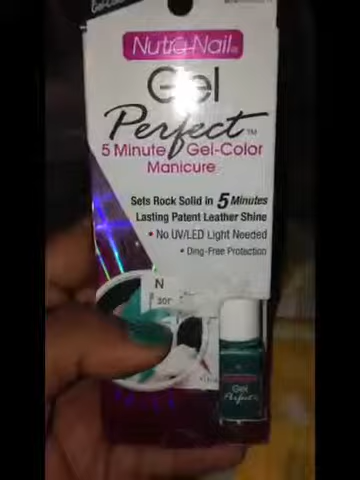 Nutra-Nail®
Gel
Perfect™
5 Minute Gel-Color
Manicure
Sets Rock Solid in 5 Minutes
Lasting Patent Leather Shine
• No UV/LED Light Needed
• Ding-Free Protection
N
Gel
Perfect